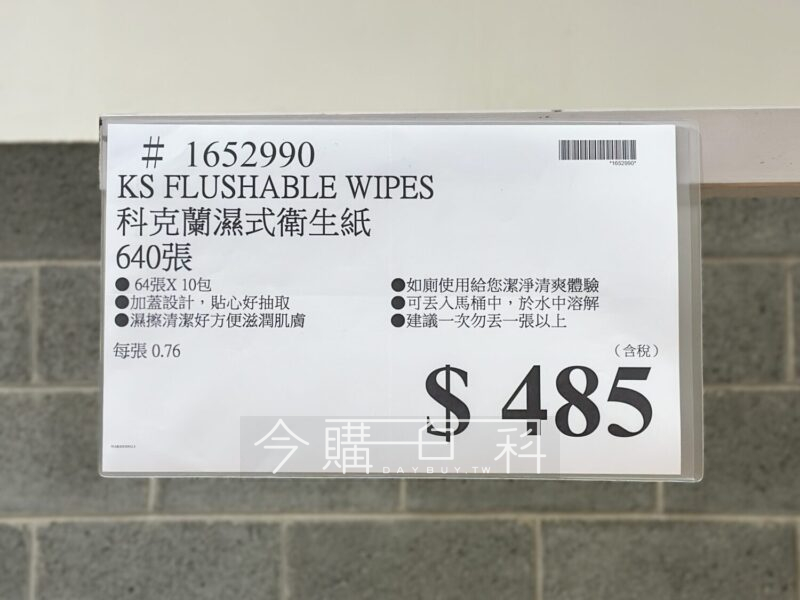 # 1652990
*1652990*
KS FLUSHABLE WIPES
科克蘭濕式衛生紙
640張
● 64張X 10包
●加蓋設計，貼心好抽取
●濕擦清潔好方便滋潤肌膚
●如廁使用給您潔淨清爽體驗
●可丟入馬桶中，於水中溶解
●建議一次勿丟一張以上
每張 0.76
（含稅）
$ 485
今購百科
DAYBUY.TW